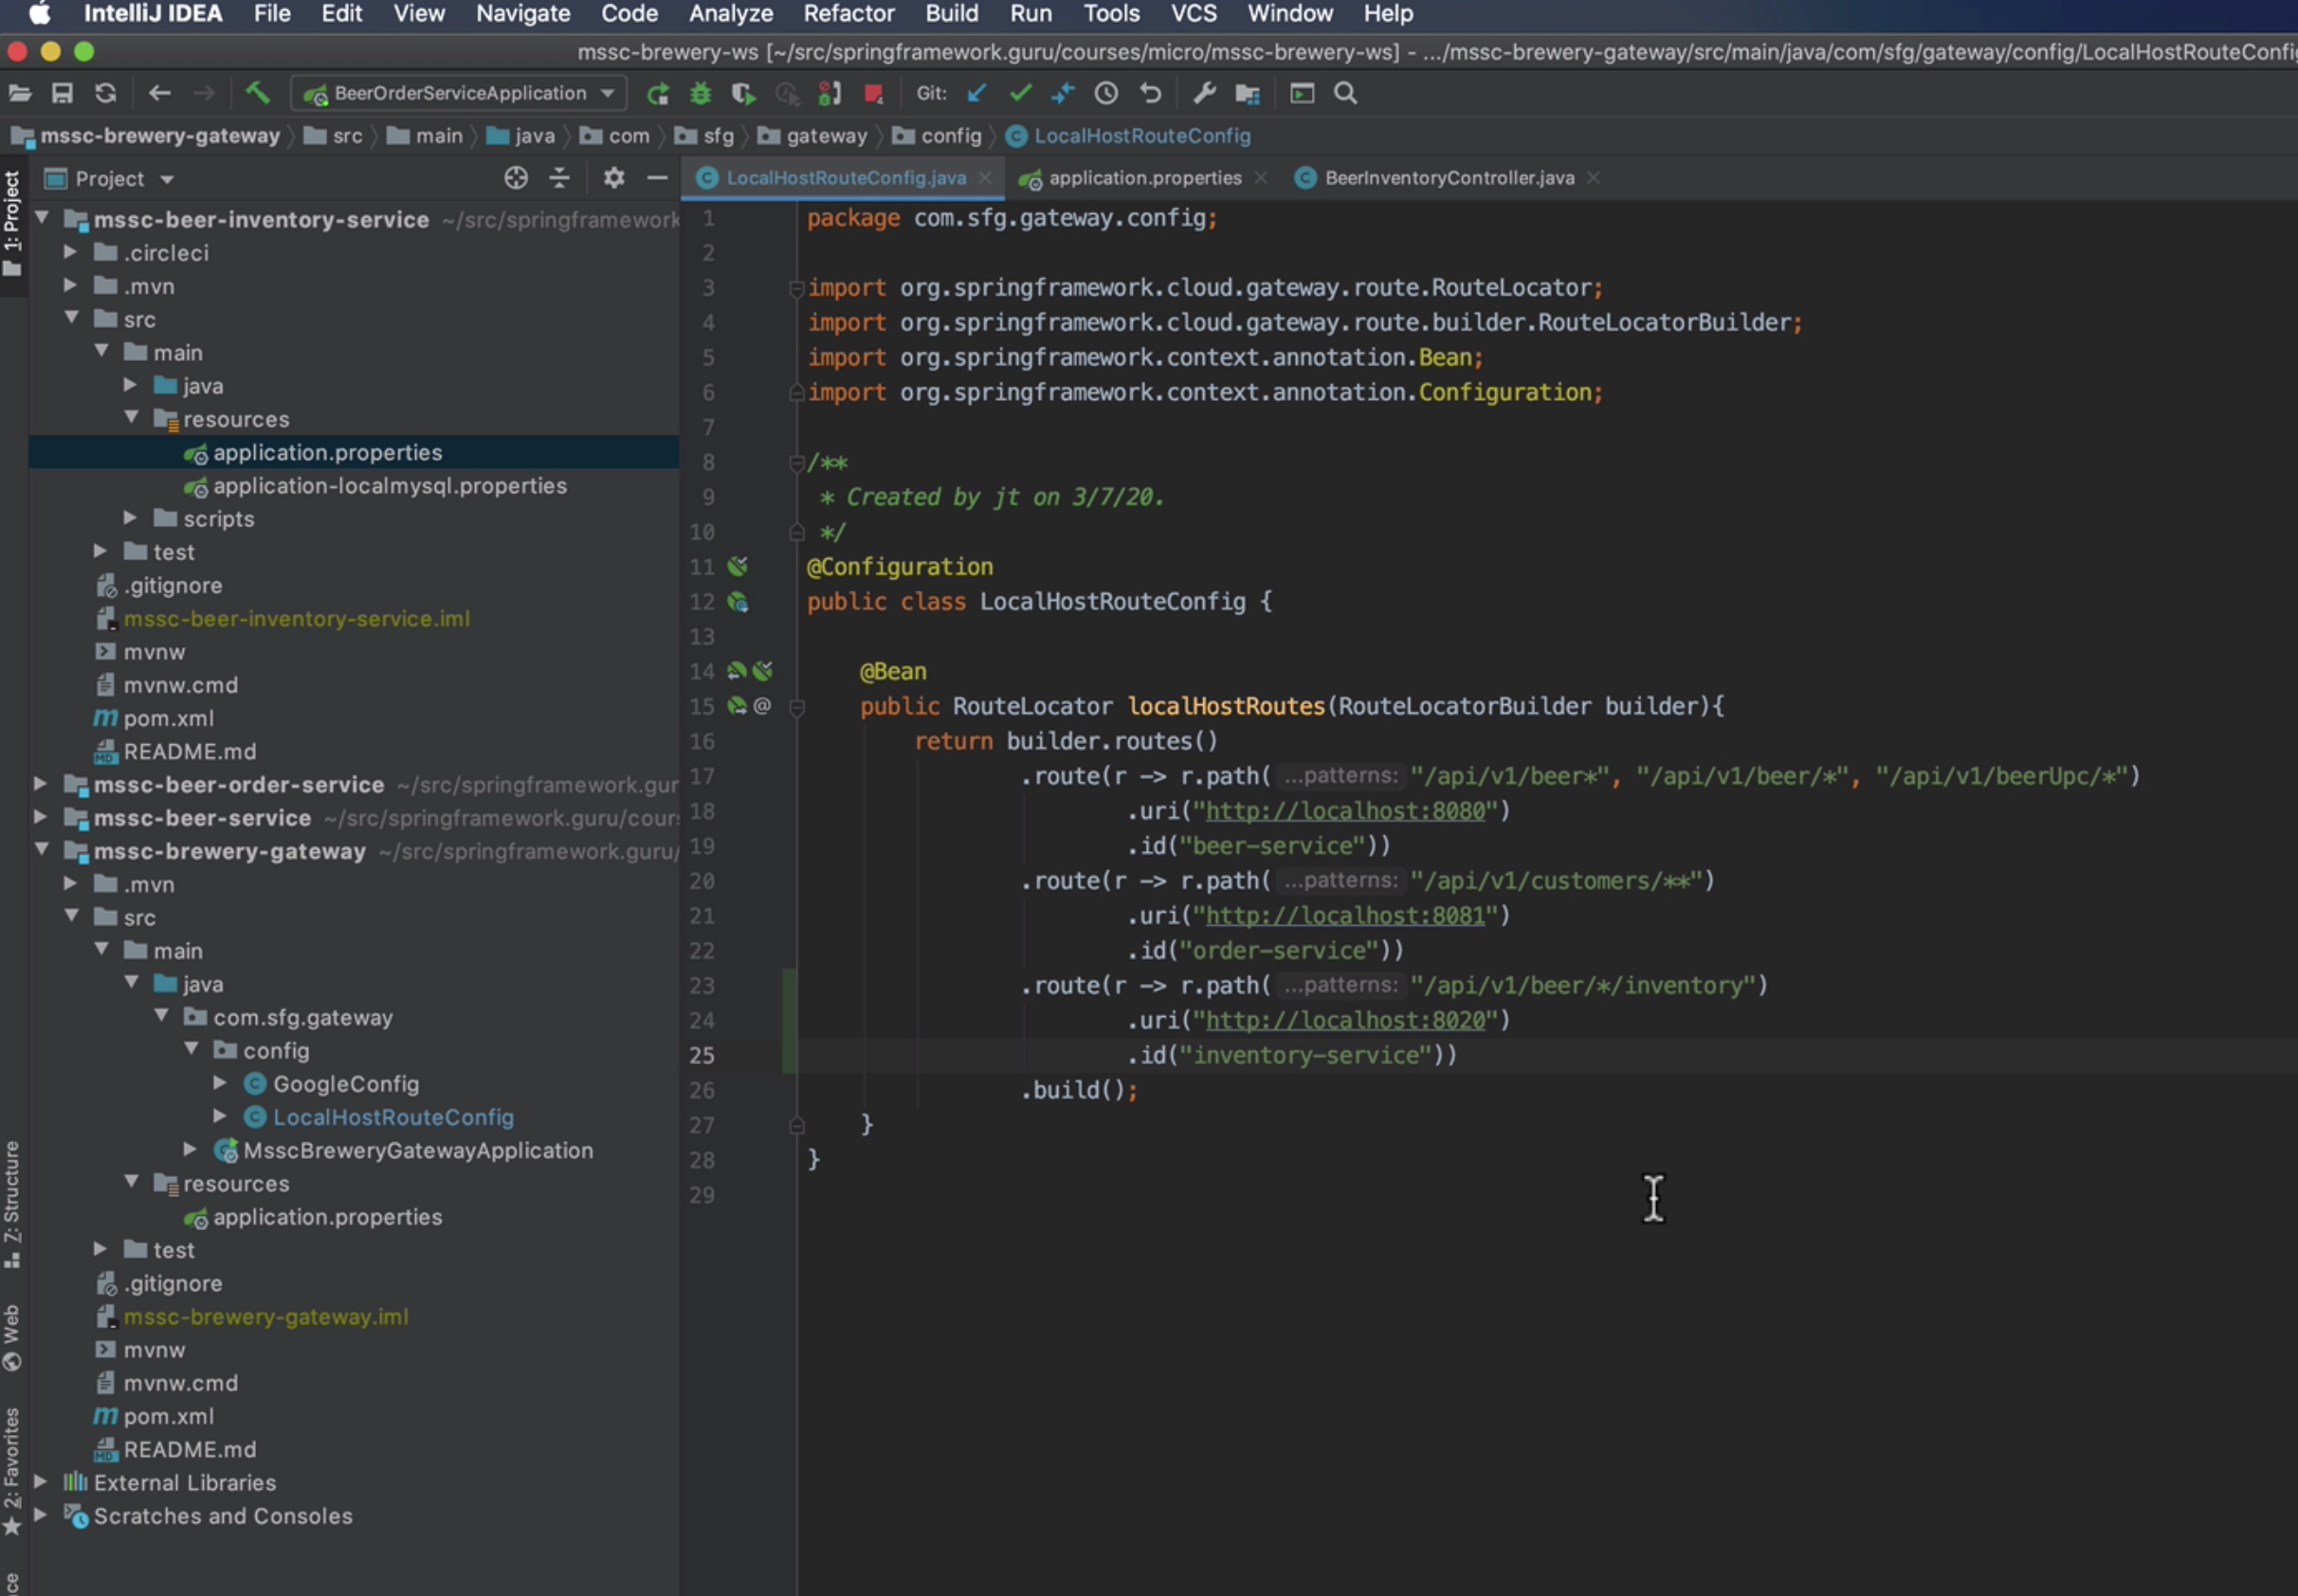 IntelliJ IDEA File Edit View Navigate Code Analyze Refactor Build Run Tools VCS Window Help
mssc-brewery-ws [~/src/springframework.guru/courses/micro/mssc-brewery-ws] - .../mssc-brewery-gateway/src/main/java/com/sfg/gateway/config/LocalHostRouteConfi
BeerOrderServiceApplication Git:
mssc-brewery-gateway src main java com sfg gateway config LocalHostRouteConfig
1: Project
Project
mssc-beer-inventory-service ~/src/springframework
.circleci
.mvn
src
main
java
resources
application.properties
application-localmysql.properties
scripts
test
.gitignore
mssc-beer-inventory-service.iml
mvnw
mvnw.cmd
pom.xml
README.md
mssc-beer-order-service ~/src/springframework.gur
mssc-beer-service ~/src/springframework.guru/cour
mssc-brewery-gateway ~/src/springframework.guru/
.mvn
src
main
java
com.sfg.gateway
config
GoogleConfig
LocalHostRouteConfig
MsscBreweryGatewayApplication
resources
application.properties
test
.gitignore
mssc-brewery-gateway.iml
mvnw
mvnw.cmd
pom.xml
README.md
External Libraries
Scratches and Consoles
Z: Structure
Web
2: Favorites
LocalHostRouteConfig.java application.properties BeerInventoryController.java
1 package com.sfg.gateway.config;
2
3 import org.springframework.cloud.gateway.route.RouteLocator;
4 import org.springframework.cloud.gateway.route.builder.RouteLocatorBuilder;
5 import org.springframework.context.annotation.Bean;
6 import org.springframework.context.annotation.Configuration;
7
8 /**
9 * Created by jt on 3/7/20.
10 */
11 @Configuration
12 public class LocalHostRouteConfig {
13
14 @Bean
15 @ public RouteLocator localHostRoutes(RouteLocatorBuilder builder){
16 return builder.routes()
17 .route(r -> r.path( ...patterns: "/api/v1/beer*", "/api/v1/beer/*", "/api/v1/beerUpc/*")
18 .uri("http://localhost:8080")
19 .id("beer-service"))
20 .route(r -> r.path( ...patterns: "/api/v1/customers/**")
21 .uri("http://localhost:8081")
22 .id("order-service"))
23 .route(r -> r.path( ...patterns: "/api/v1/beer/*/inventory")
24 .uri("http://localhost:8020")
25 .id("inventory-service"))
26 .build();
27 }
28 }
29